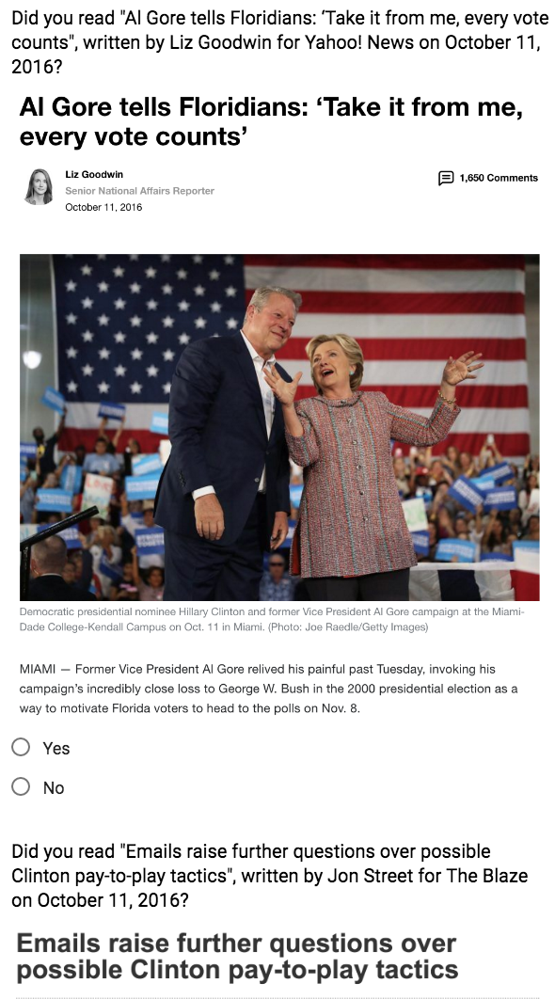 Did you read "Al Gore tells Floridians: ‘Take it from me, every vote
counts", written by Liz Goodwin for Yahoo! News on October 11,
2016?
Al Gore tells Floridians: ‘Take it from me,
every vote counts’
Liz Goodwin
Senior National Affairs Reporter
October 11, 2016
1,650 Comments
Democratic presidential nominee Hillary Clinton and former Vice President Al Gore campaign at the Miami-
Dade College-Kendall Campus on Oct. 11 in Miami. (Photo: Joe Raedle/Getty Images)
MIAMI — Former Vice President Al Gore relived his painful past Tuesday, invoking his
campaign’s incredibly close loss to George W. Bush in the 2000 presidential election as a
way to motivate Florida voters to head to the polls on Nov. 8.
Yes
No
Did you read "Emails raise further questions over possible
Clinton pay-to-play tactics", written by Jon Street for The Blaze
on October 11, 2016?
Emails raise further questions over
possible Clinton pay-to-play tactics